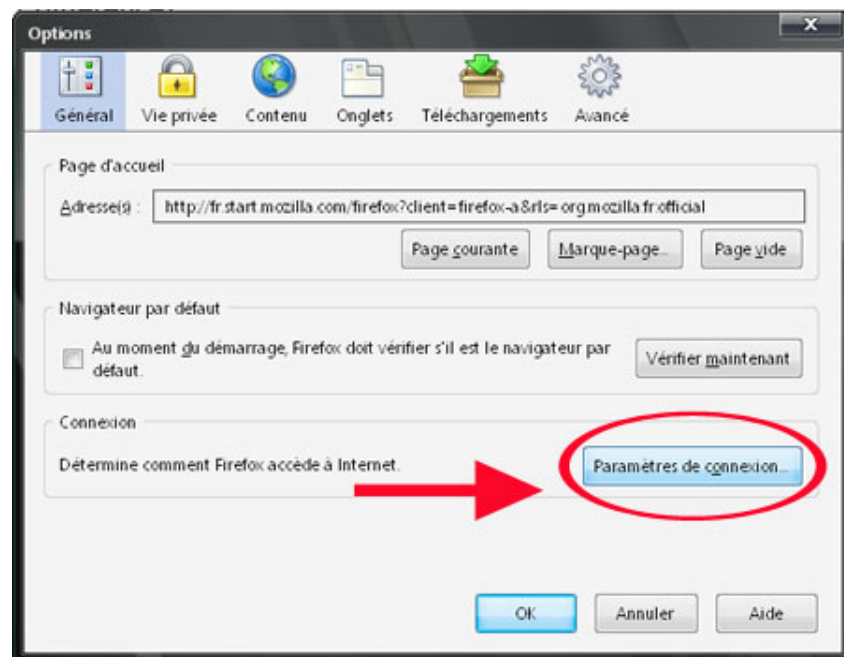 Options
X
Général Vie privée Contenu Onglets Téléchargements Avancé
Page d'accueil
Adresse(s) : http://fr.start.mozilla.com/firefox?client=firefox-a&rls=org.mozilla:fr:official
Page courante Marque-page... Page vide
Navigateur par défaut
Au moment du démarrage, Firefox doit vérifier s'il est le navigateur par
défaut.
Vérifier maintenant
Connexion
Détermine comment Firefox accède à Internet.
Paramètres de connexion...
OK Annuler Aide